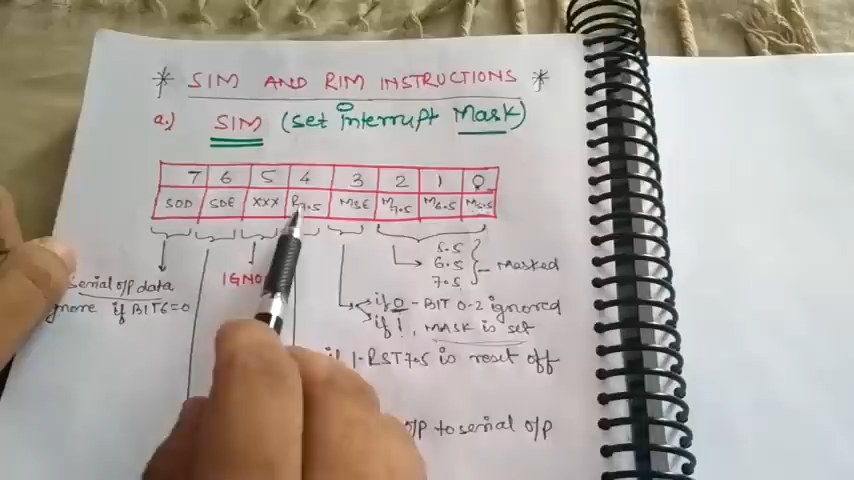 * SIM AND RIM INSTRUCTIONS *
a.) SIM (set interrupt Mask)
7 6 5 4 3 2 1 0
SOD SDE XXX R7.5 MSE M7.5 M6.5 M5.5
5.5
6.5 Masked
7.5
IGNO
serial o/p data
gnore if BIT6=0
if 0 - BIT 0-2 ignored
if 1, MASK is set
if 1-RST7.5 is reset off
o/p to serial o/p